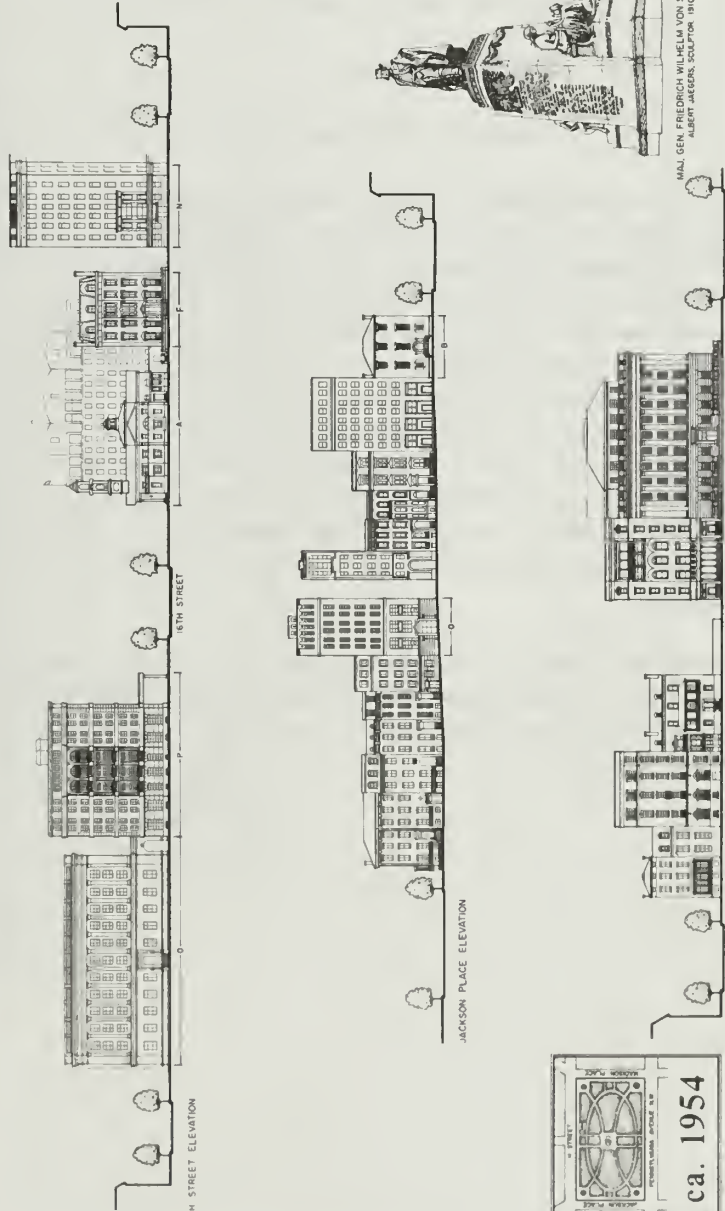 16TH STREET
O
P
A
F
N
H STREET ELEVATION
O
B
JACKSON PLACE ELEVATION
MAJ. GEN. FRIEDRICH WILHELM VON S
ALBERT JAEGERS, SCULPTOR 1910
H STREET
JACKSON PLACE
MADISON PLACE
PENNSYLVANIA AVENUE N.W.
ca. 1954